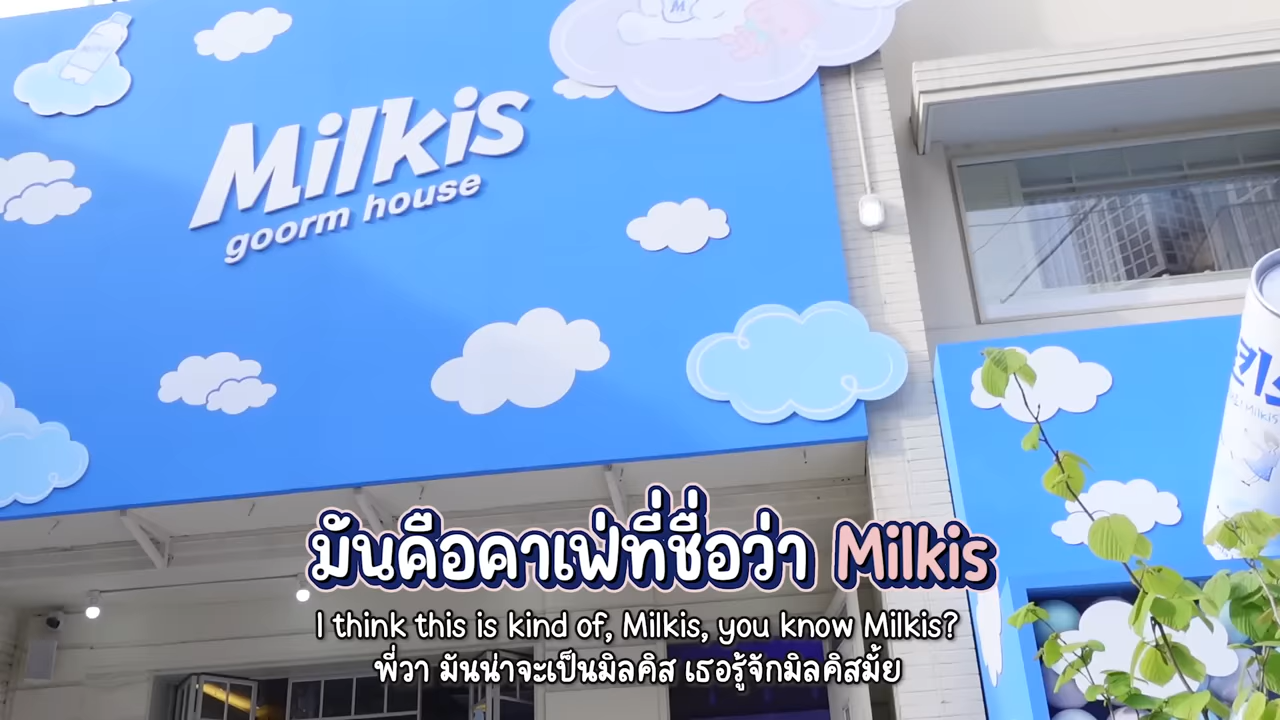 Milkis
goorm house
มันคือคาเฟ่ที่ชื่อว่า Milkis
I think this is kind of, Milkis, you know Milkis?
พี่ว่า มันน่าจะเป็นมิลคิส เธอรู้จักมิลคิสมั้ย